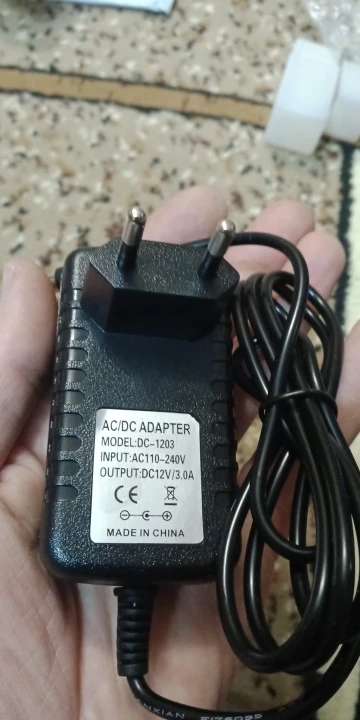 AC/DC ADAPTER
MODEL:DC-1203
INPUT:AC110-240V
OUTPUT:DC12V/3.0A
CE
MADE IN CHINA